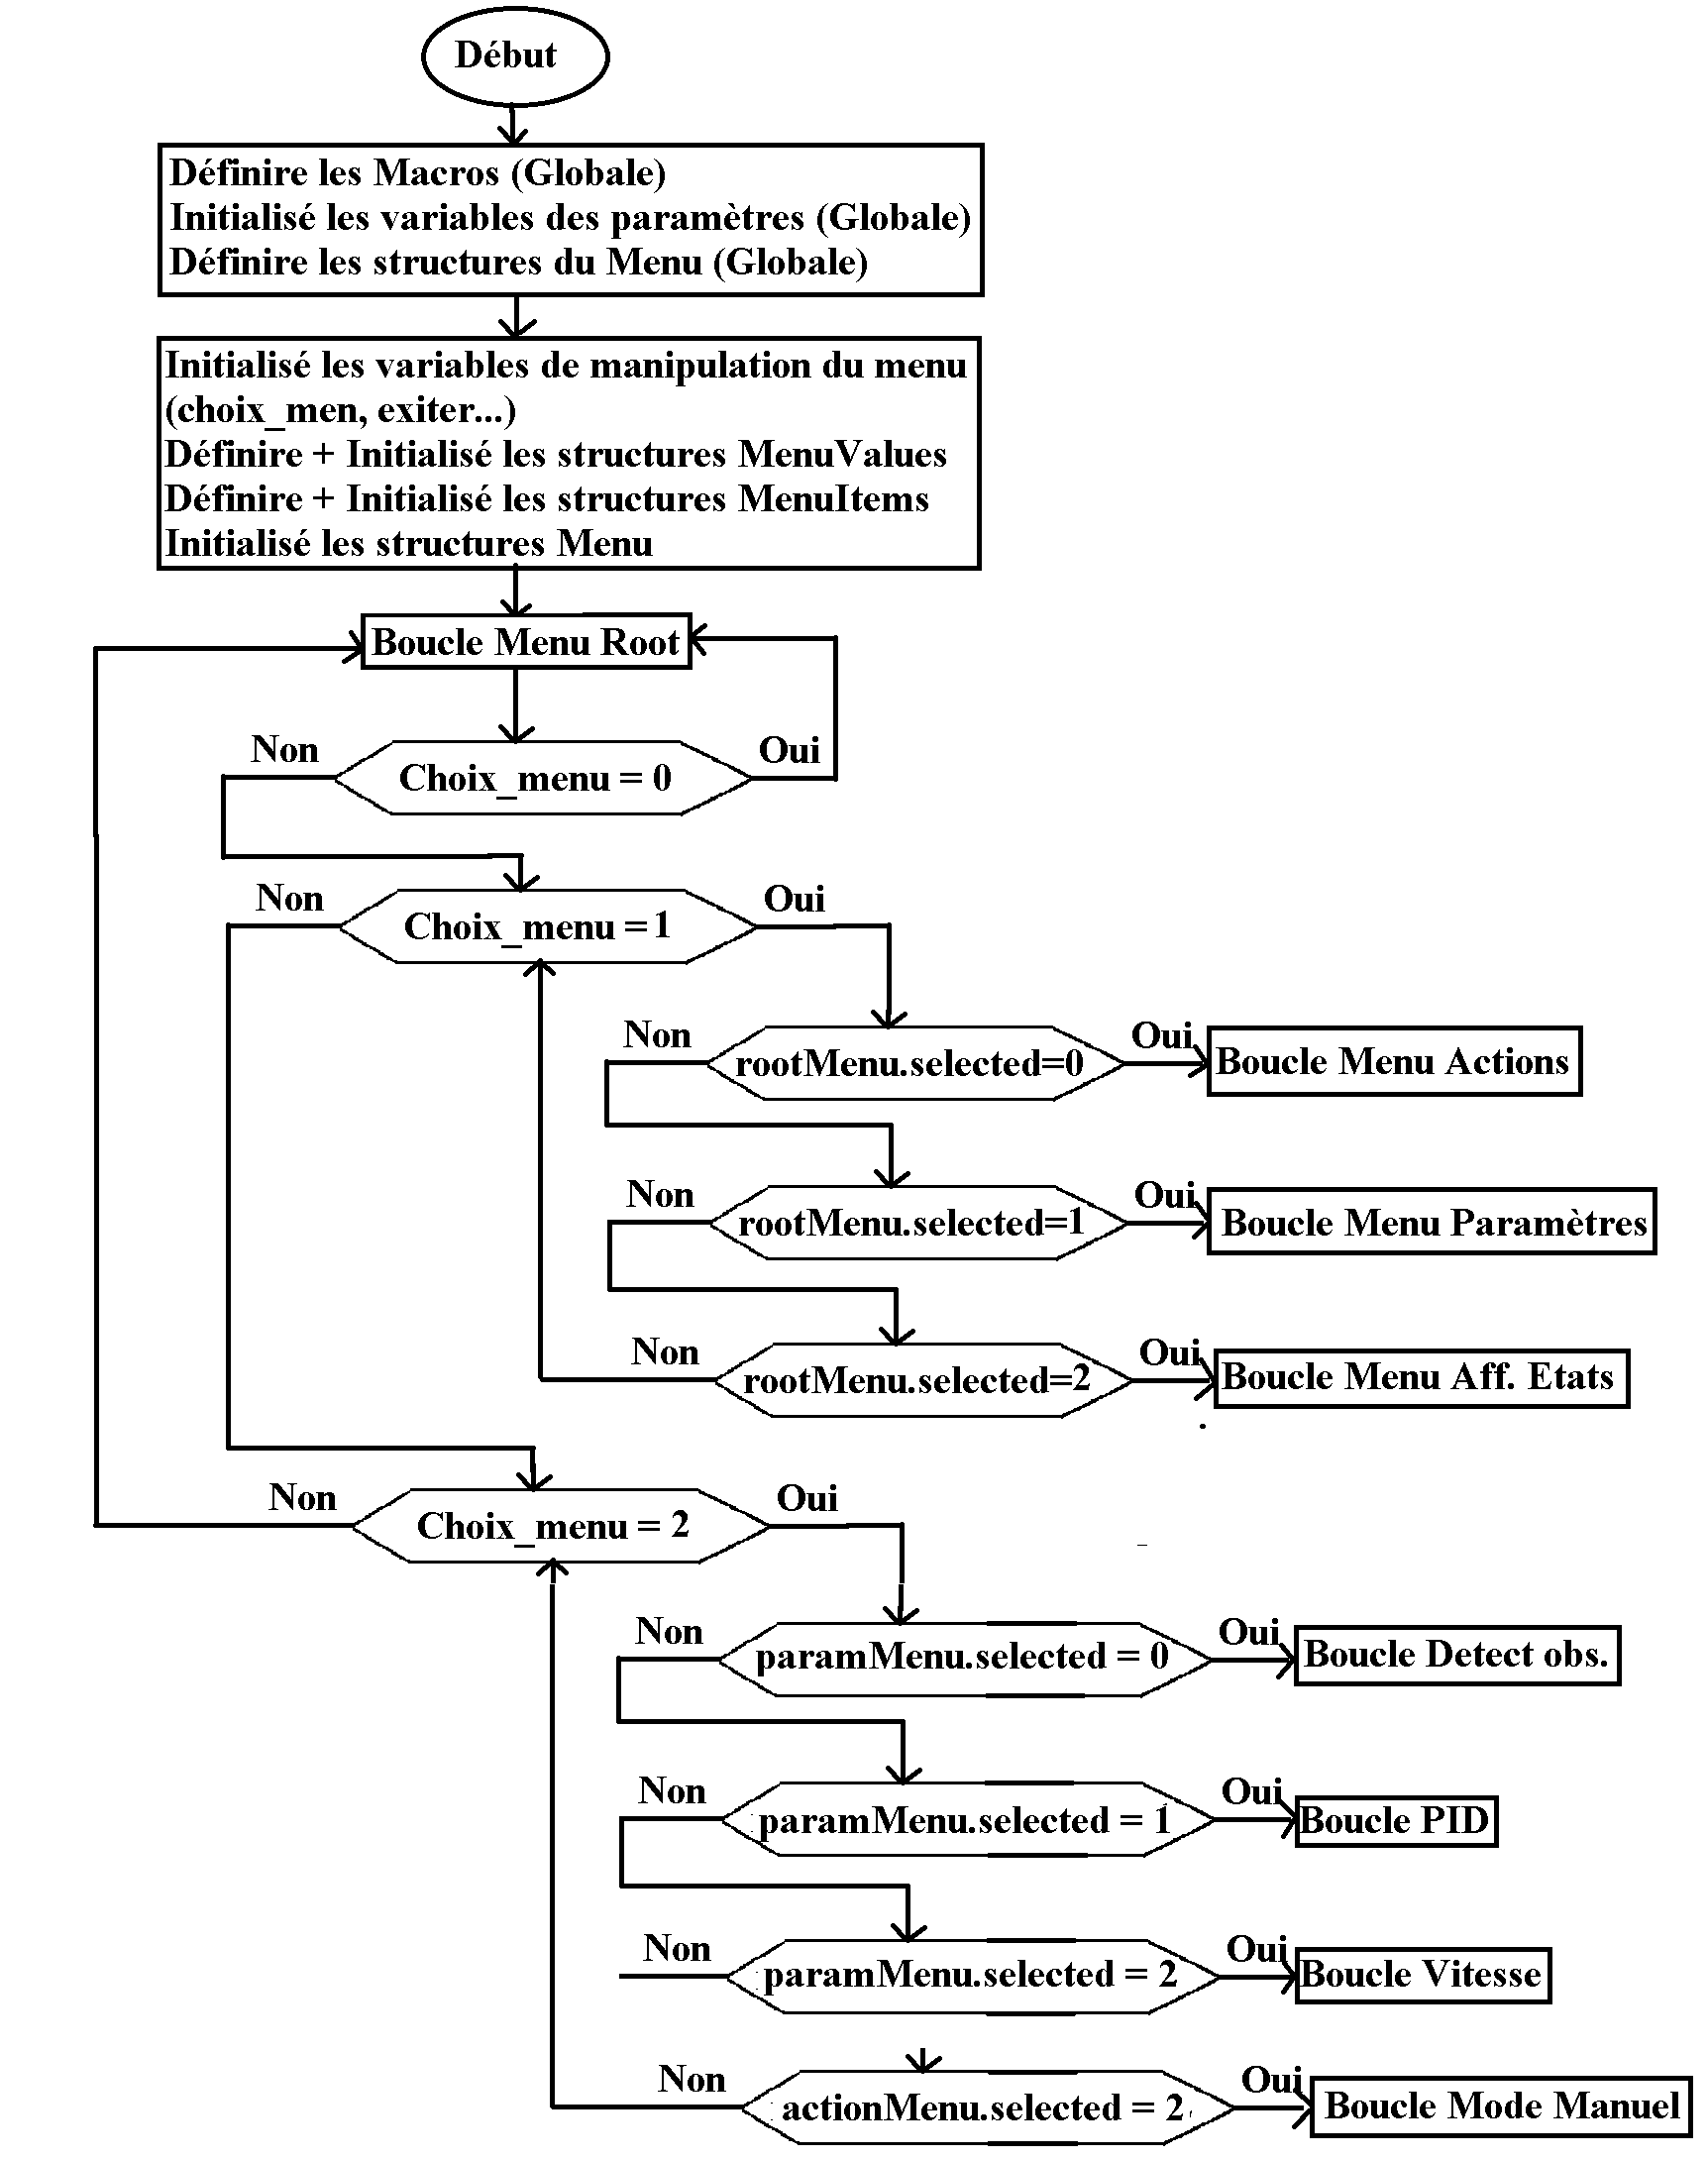 Début
Définire les Macros (Globale)
Initialisé les variables des paramètres (Globale)
Définire les structures du Menu (Globale)
Initialisé les variables de manipulation du menu
(choix_men, exiter...)
Définire + Initialisé les structures MenuValues
Définire + Initialisé les structures MenuItems
Initialisé les structures Menu
Boucle Menu Root
Non
Choix_menu = 0
Oui
Non
Choix_menu = 1
Oui
Non
rootMenu.selected=0
Oui
Boucle Menu Actions
Non
rootMenu.selected=1
Oui
Boucle Menu Paramètres
Non
rootMenu.selected=2
Oui
Boucle Menu Aff. Etats
Non
Choix_menu = 2
Oui
Non
paramMenu.selected = 0
Oui
Boucle Detect obs.
Non
paramMenu.selected = 1
Oui
Boucle PID
Non
paramMenu.selected = 2
Oui
Boucle Vitesse
Non
actionMenu.selected = 2
Oui
Boucle Mode Manuel